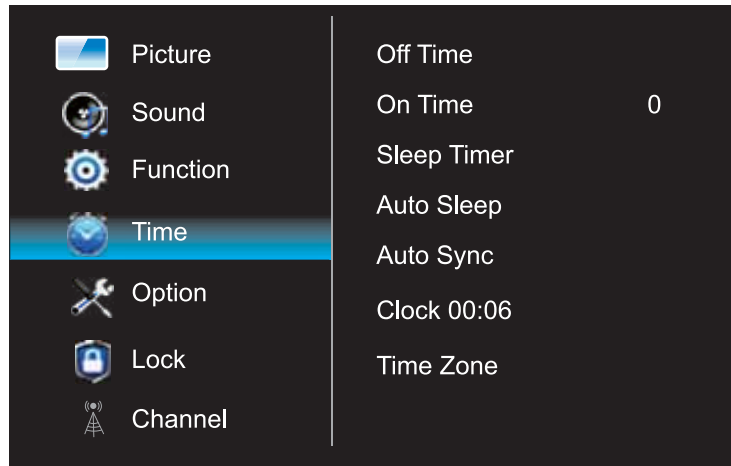 Picture
Sound
Function
Time
Option
Lock
Channel
Off Time
On Time 0
Sleep Timer
Auto Sleep
Auto Sync
Clock 00:06
Time Zone